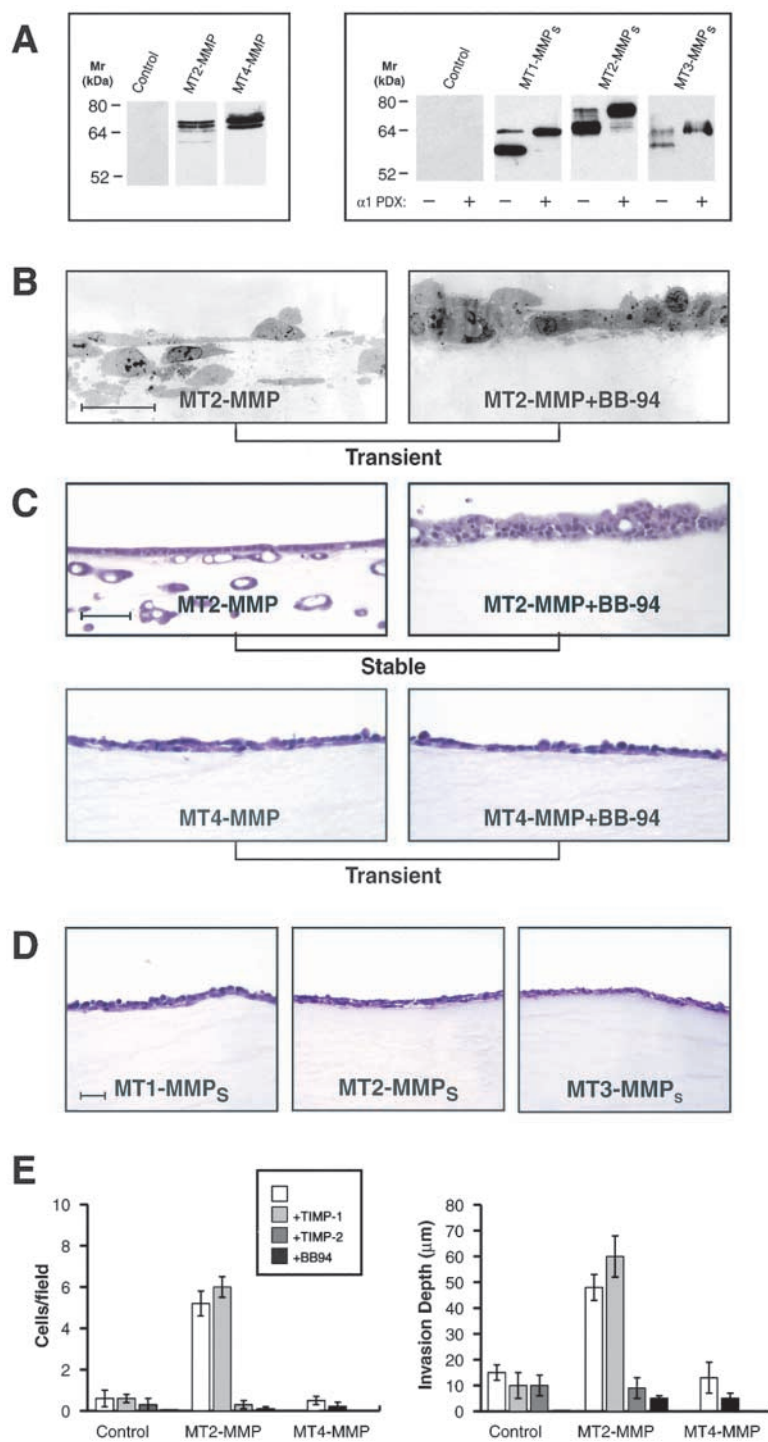 A
Mr
(kDa)
Control
MT2-MMP
MT4-MMP
80
64
52
Mr
(kDa)
Control
MT1-MMPs
MT2-MMPs
MT3-MMPs
80
64
52
α1 PDX: − + − + − + − +
B
MT2-MMP
MT2-MMP+BB-94
Transient
C
MT2-MMP
MT2-MMP+BB-94
Stable
MT4-MMP
MT4-MMP+BB-94
Transient
D
MT1-MMPS
MT2-MMPS
MT3-MMPs
E
+TIMP-1
+TIMP-2
+BB94
Cells/field
10
8
6
4
2
0
Control MT2-MMP MT4-MMP
Invasion Depth (µm)
80
70
60
50
40
30
20
10
0
Control MT2-MMP MT4-MMP